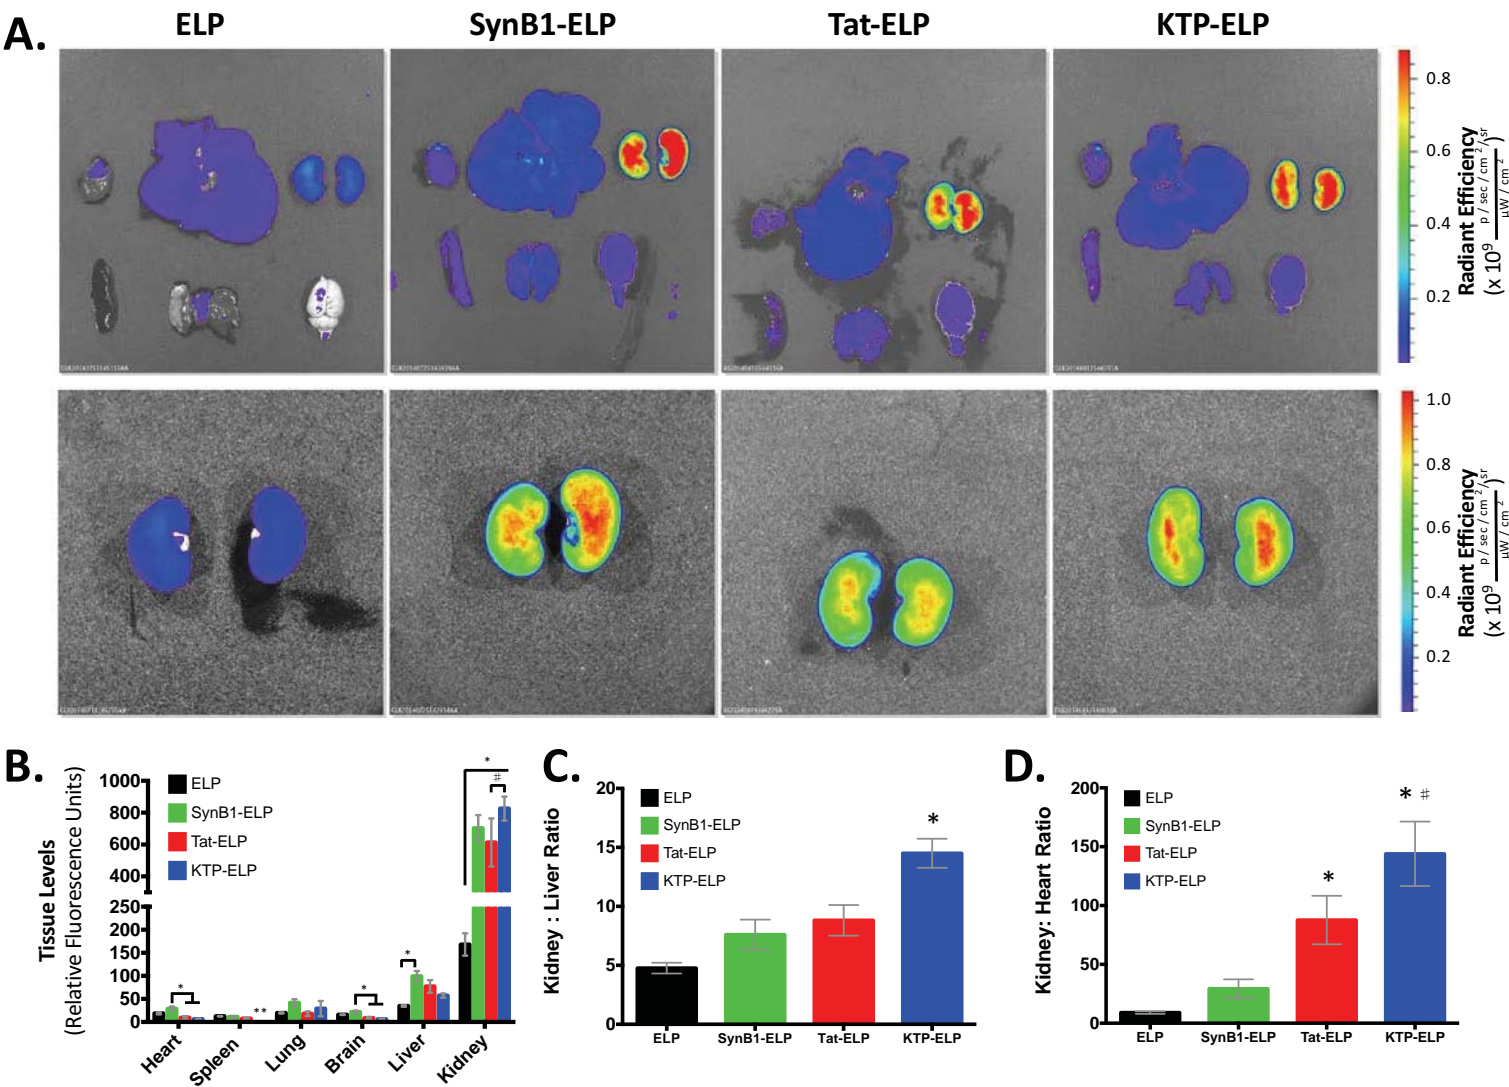 A.
ELP
SynB1-ELP
Tat-ELP
KTP-ELP
0.8
0.6
0.4
0.2
Radiant Efficiency
(x 10⁹ p / sec / cm² / sr
µW / cm²)
1.0
0.8
0.6
0.4
0.2
Radiant Efficiency
(x 10⁹ p / sec / cm² / sr
µW / cm²)
B.
Tissue Levels
(Relative Fluorescence Units)
1000
800
600
400
250
200
150
100
50
0
ELP
SynB1-ELP
Tat-ELP
KTP-ELP
*
**
*
*
*
#
Heart
Spleen
Lung
Brain
Liver
Kidney
C.
Kidney : Liver Ratio
20
15
10
5
0
ELP
SynB1-ELP
Tat-ELP
KTP-ELP
*
ELP
SynB1-ELP
Tat-ELP
KTP-ELP
D.
Kidney: Heart Ratio
200
150
100
50
0
ELP
SynB1-ELP
Tat-ELP
KTP-ELP
*
* #
ELP
SynB1-ELP
Tat-ELP
KTP-ELP